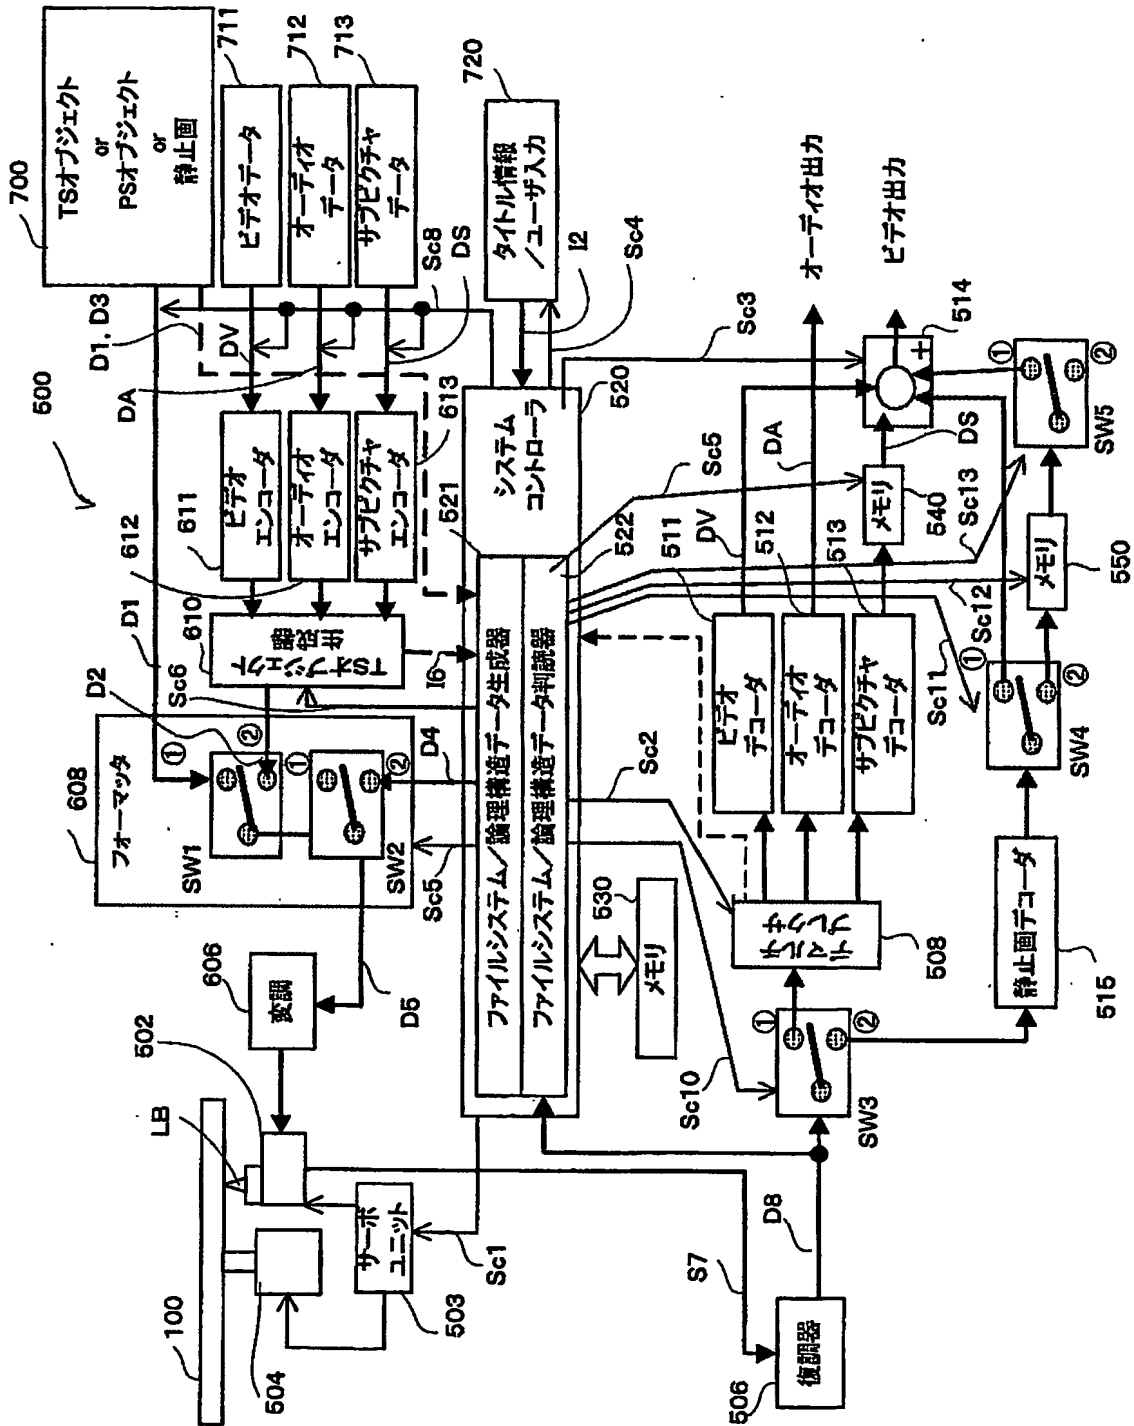 500
700
TSオブジェクト
or
PSオブジェクト
or
静止画
711
ビデオデータ
712
オーディオ
データ
713
サブピクチャ
データ
720
タイトル情報
/ユーザ入力
D1, D3
DV
DA
DS
Sc8
I2
Sc4
611
ビデオ
エンコーダ
612
オーディオ
エンコーダ
613
サブピクチャ
エンコーダ
610
TSオブジェクト
生成器
D1
D2
Sc6
I6
608
フォーマッタ
①
②
SW1
①
②
SW2
D4
Sc5
D5
606
変調
502
LB
100
504
503
サーボ
ユニット
Sc1
520
システム
コントローラ
521
ファイルシステム/論理構造データ生成器
522
ファイルシステム/論理構造データ判読器
530
メモリ
S7
506
復調器
D8
Sc10
SW3
①
②
Sc2
508
デマルチ
プレクサ
511
ビデオ
デコーダ
512
オーディオ
デコーダ
513
サブピクチャ
デコーダ
DV
DA
Sc5
Sc3
540
メモリ
DS
514
+
オーディオ出力
ビデオ出力
515
静止画デコーダ
Sc11
Sc12
Sc13
SW4
①
②
550
メモリ
SW5
①
②